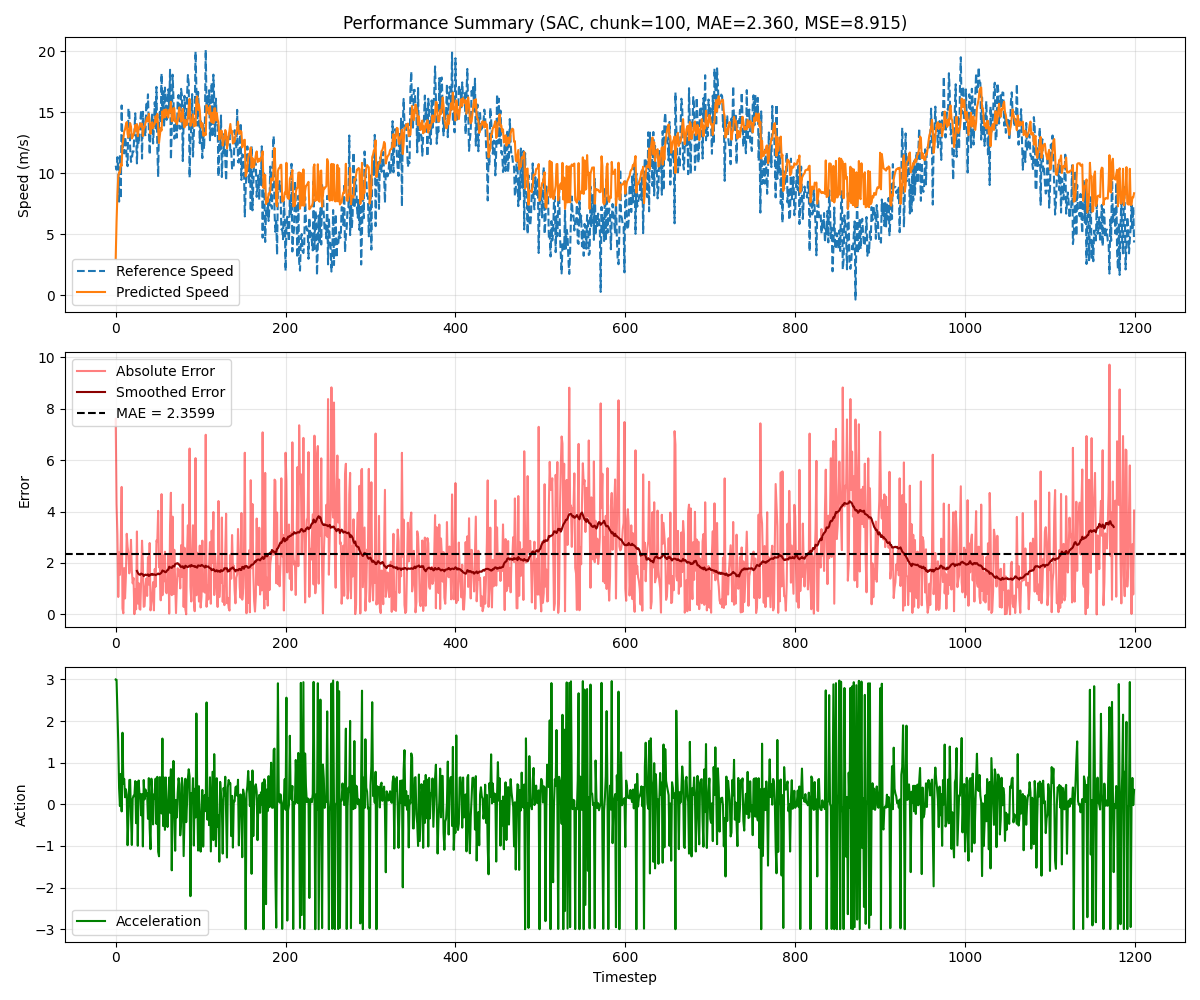 Performance Summary (SAC, chunk=100, MAE=2.360, MSE=8.915)
20
15
10
5
0
Speed (m/s)
Reference Speed
Predicted Speed
0 200 400 600 800 1000 1200
10
8
6
4
2
0
Error
Absolute Error
Smoothed Error
MAE = 2.3599
0 200 400 600 800 1000 1200
3
2
1
0
−1
−2
−3
Action
Acceleration
0 200 400 600 800 1000 1200
Timestep